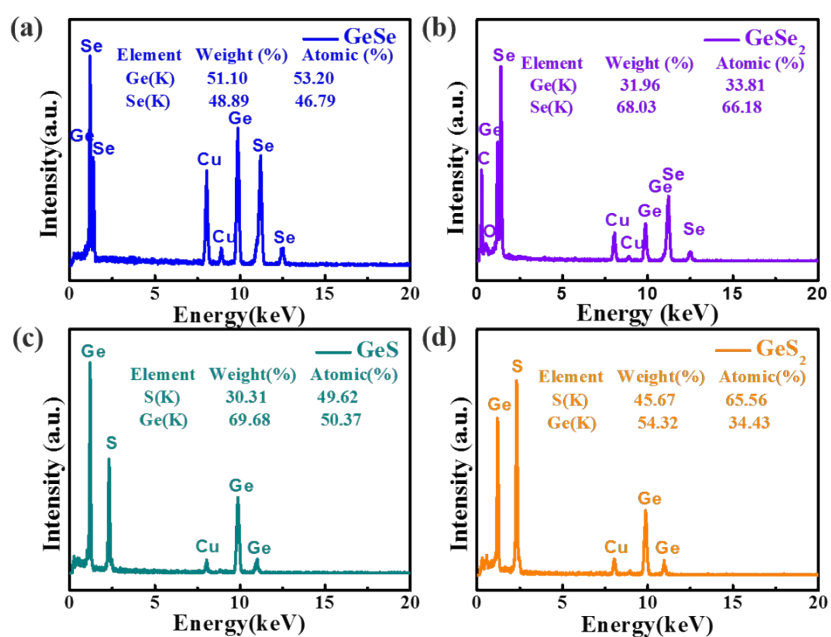 (a)
GeSe
Element Weight (%) Atomic (%)
Ge(K) 51.10 53.20
Se(K) 48.89 46.79
Se
Ge
Se
Cu
Cu
Ge
Se
Se
Intensity(a.u.)
0 5 10 15 20
Energy(keV)
(b)
GeSe₂
Element Weight (%) Atomic (%)
Ge(K) 31.96 33.81
Se(K) 68.03 66.18
Se
Ge
C
O
Cu
Cu
Ge
Ge
Se
Se
Intensity (a.u.)
0 5 10 15 20
Energy(keV)
(c)
GeS
Element Weight(%) Atomic(%)
S(K) 30.31 49.62
Ge(K) 69.68 50.37
Ge
S
Cu
Ge
Ge
Intensity (a.u.)
0 5 10 15 20
Energy(keV)
(d)
GeS₂
Element Weight(%) Atomic(%)
S(K) 45.67 65.56
Ge(K) 54.32 34.43
Ge
S
Cu
Ge
Ge
Intensity (a.u.)
0 5 10 15 20
Energy(keV)